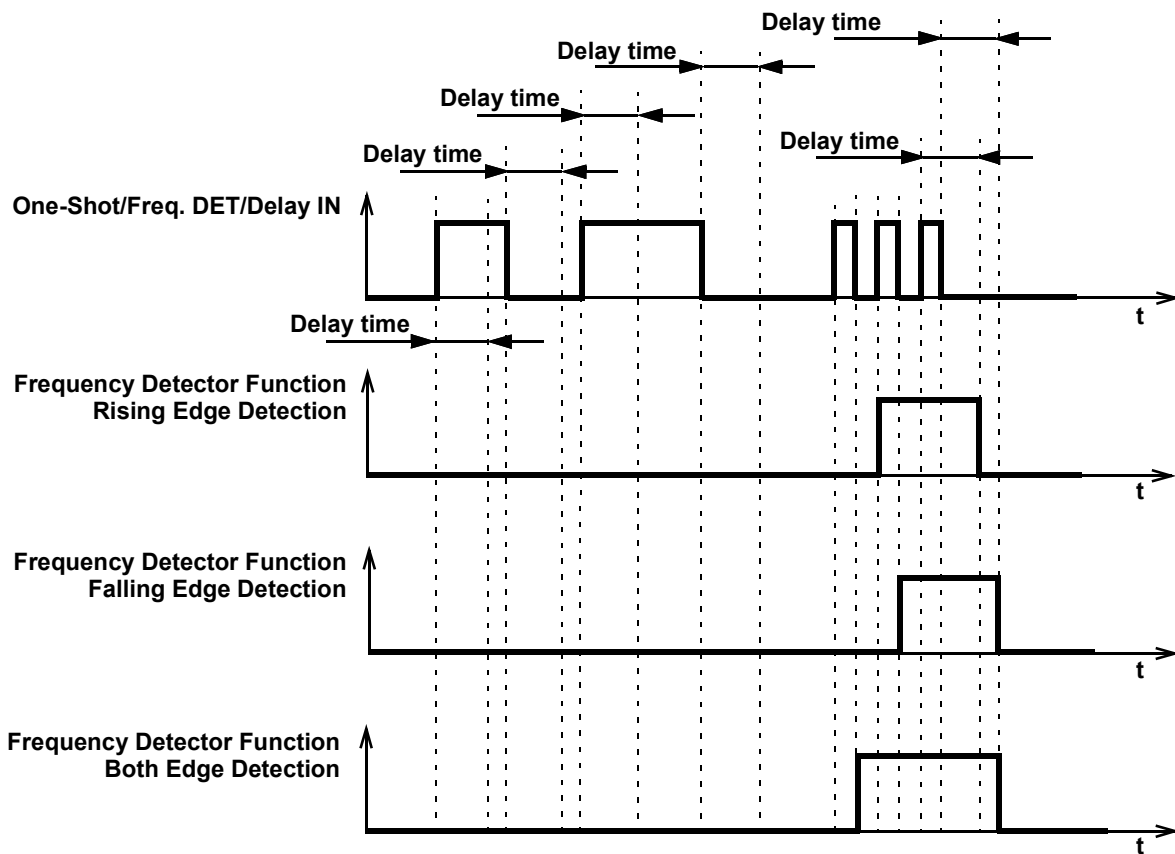 Delay time
Delay time
Delay time
Delay time
Delay time
One-Shot/Freq. DET/Delay IN
t
Delay time
Frequency Detector Function
Rising Edge Detection
t
Frequency Detector Function
Falling Edge Detection
t
Frequency Detector Function
Both Edge Detection
t